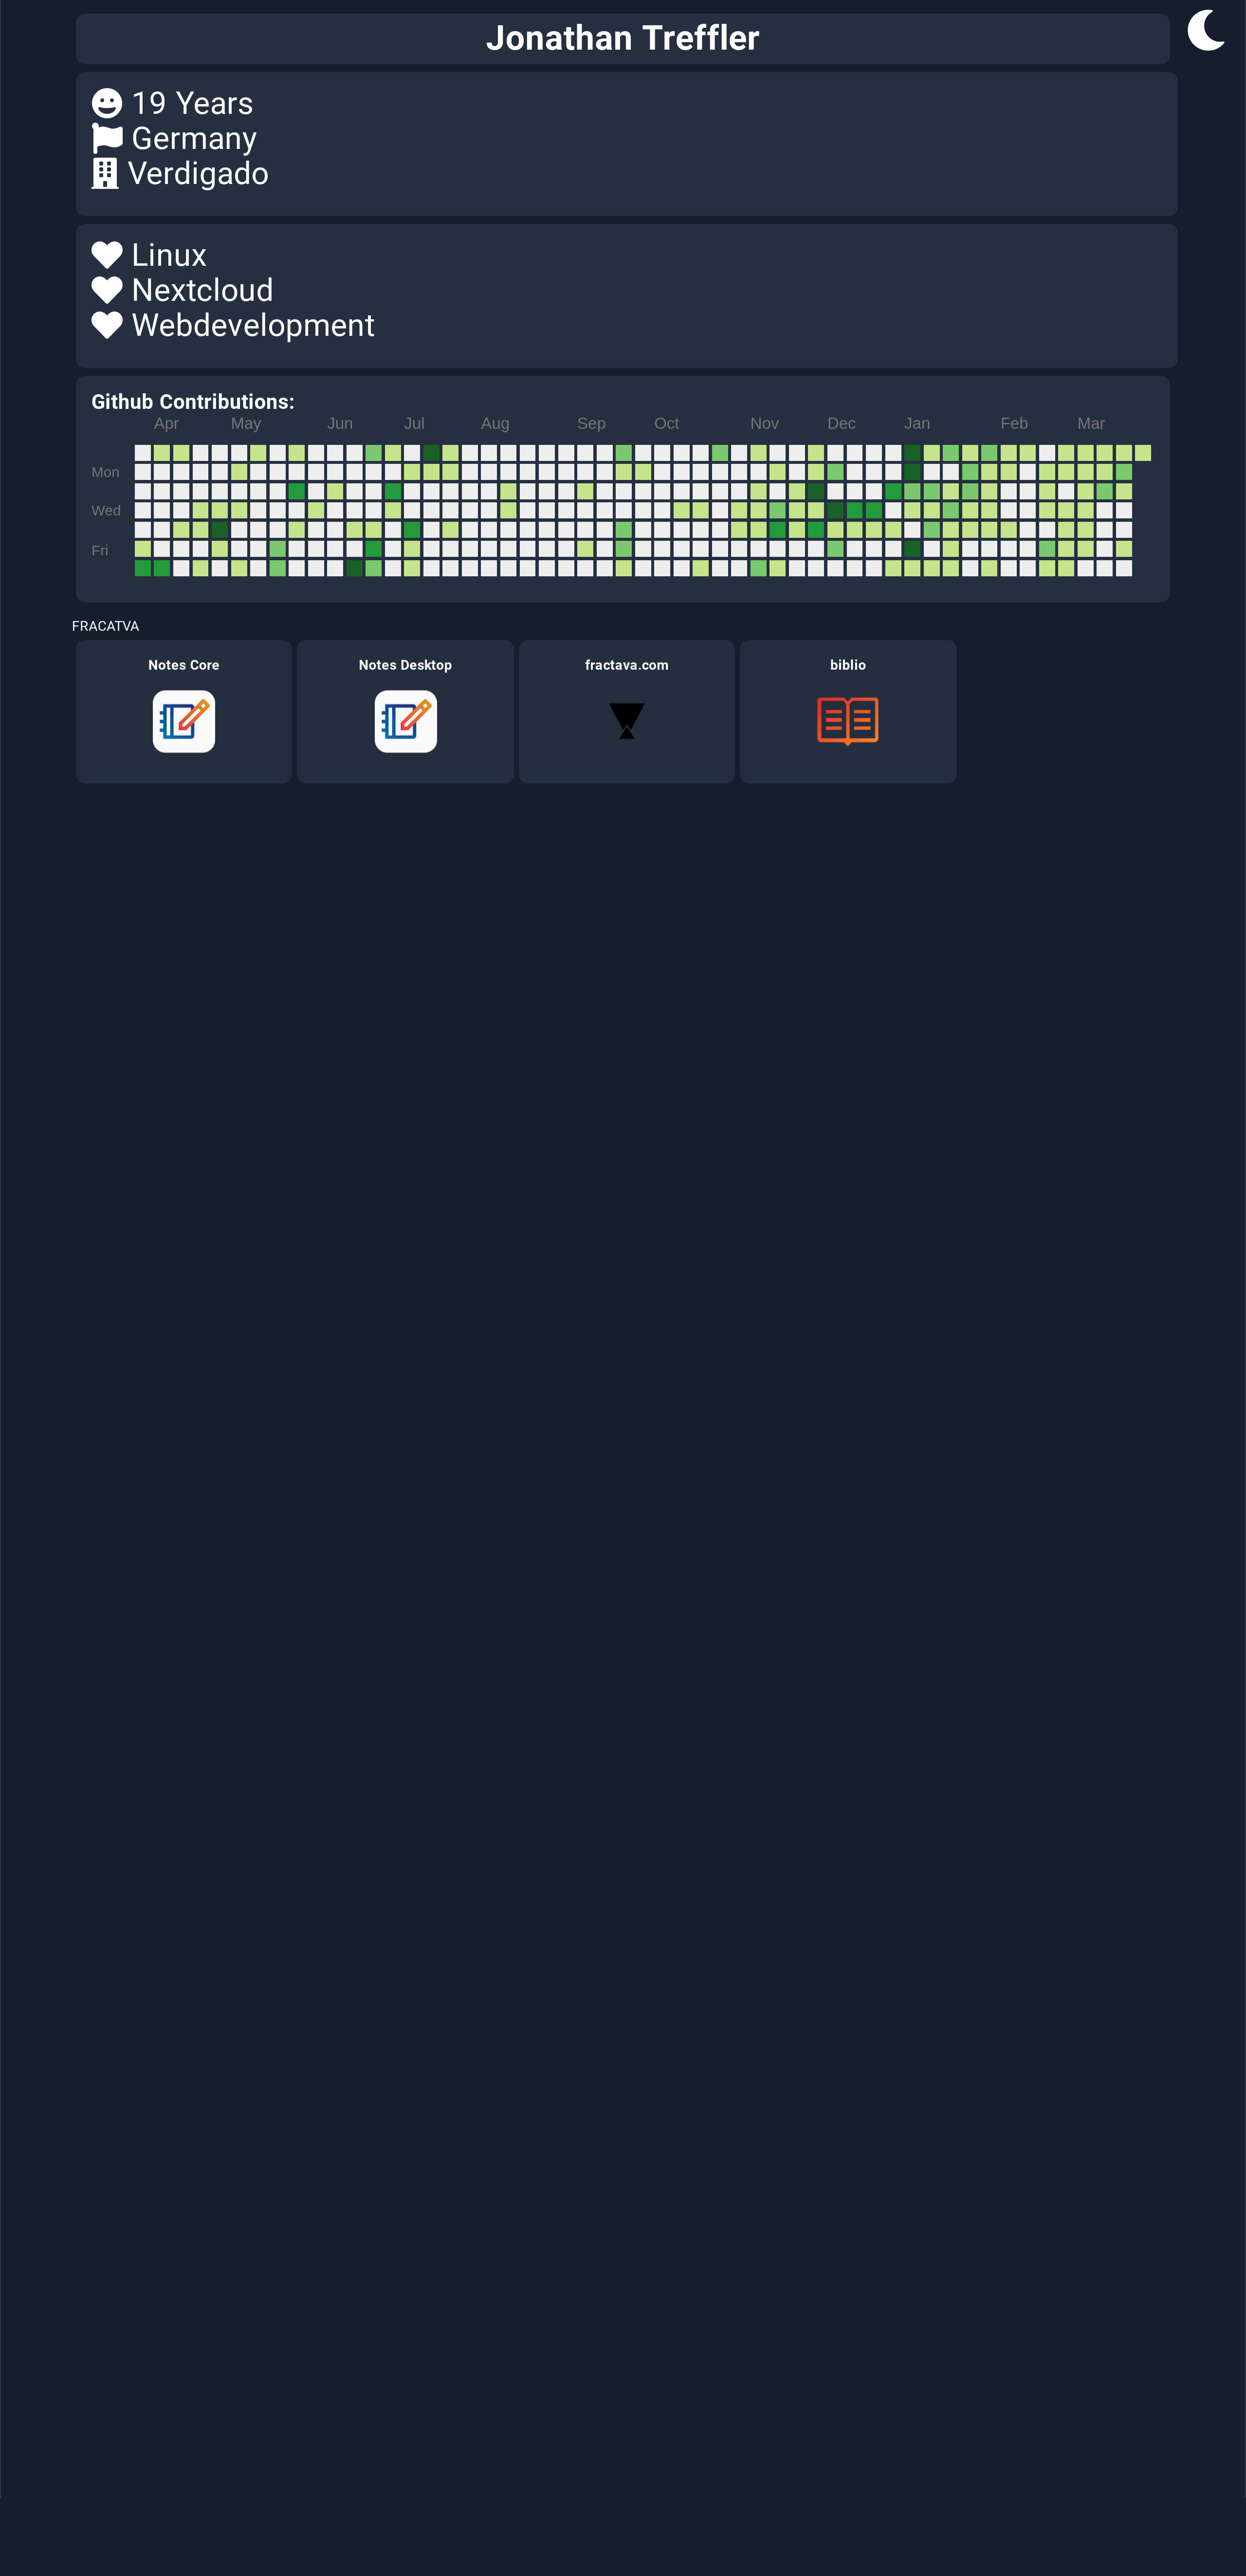 Jonathan Treffler
19 Years
Germany
Verdigado
Linux
Nextcloud
Webdevelopment
Github Contributions:
Apr May Jun Jul Aug Sep Oct Nov Dec Jan Feb Mar
Mon
Wed
Fri
FRACATVA
Notes Core
Notes Desktop
fractava.com
biblio